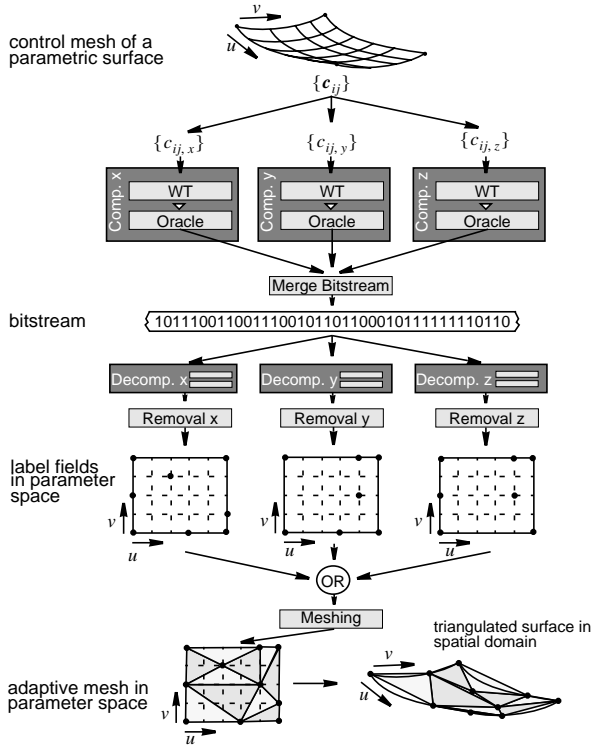 v
u
control mesh of a
parametric surface
{c_ij}
{c_ij, x} {c_ij, y} {c_ij, z}
Comp. x WT Oracle
Comp. y WT Oracle
Comp. z WT Oracle
Merge Bitstream
bitstream 1011100110011100101101100010111111110110
Decomp. x Decomp. y Decomp. z
Removal x Removal y Removal z
label fields
in parameter
space
v v v
u u u
OR
Meshing
triangulated surface in
spatial domain
adaptive mesh in
parameter space
v
u
v
u